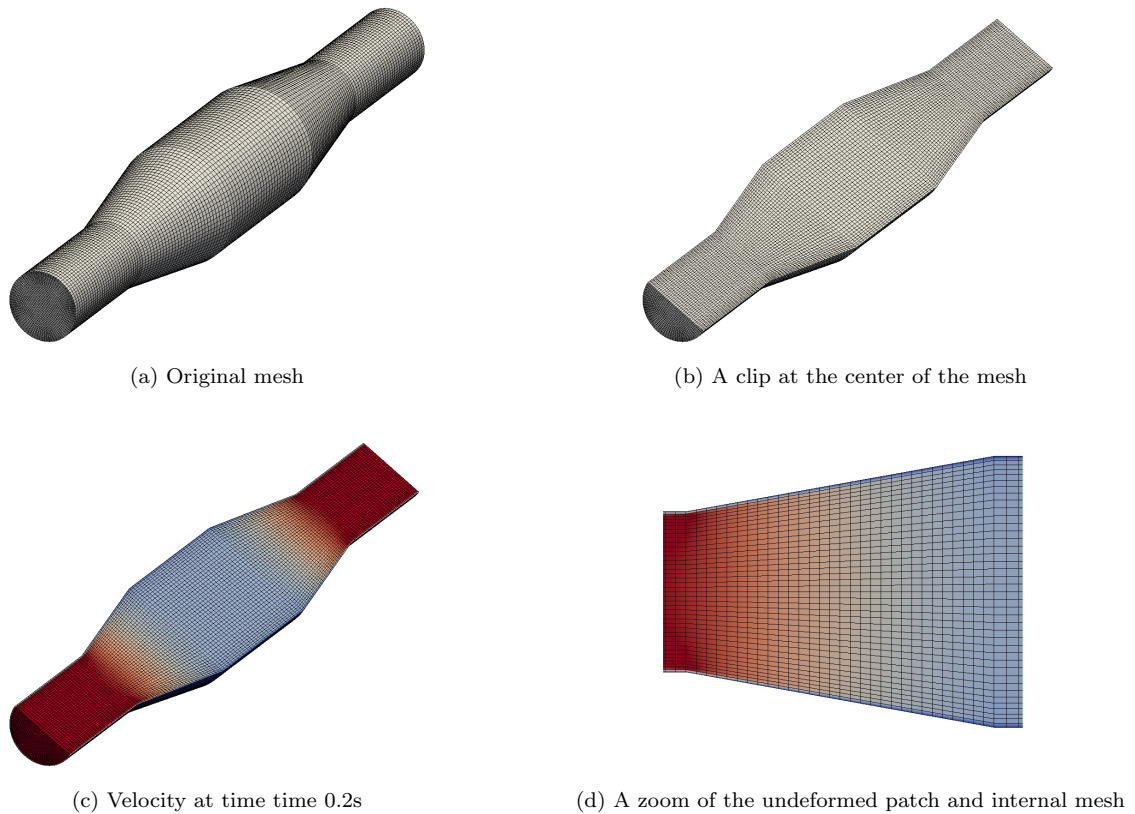 (a) Original mesh
(b) A clip at the center of the mesh
(c) Velocity at time time 0.2s
(d) A zoom of the undeformed patch and internal mesh